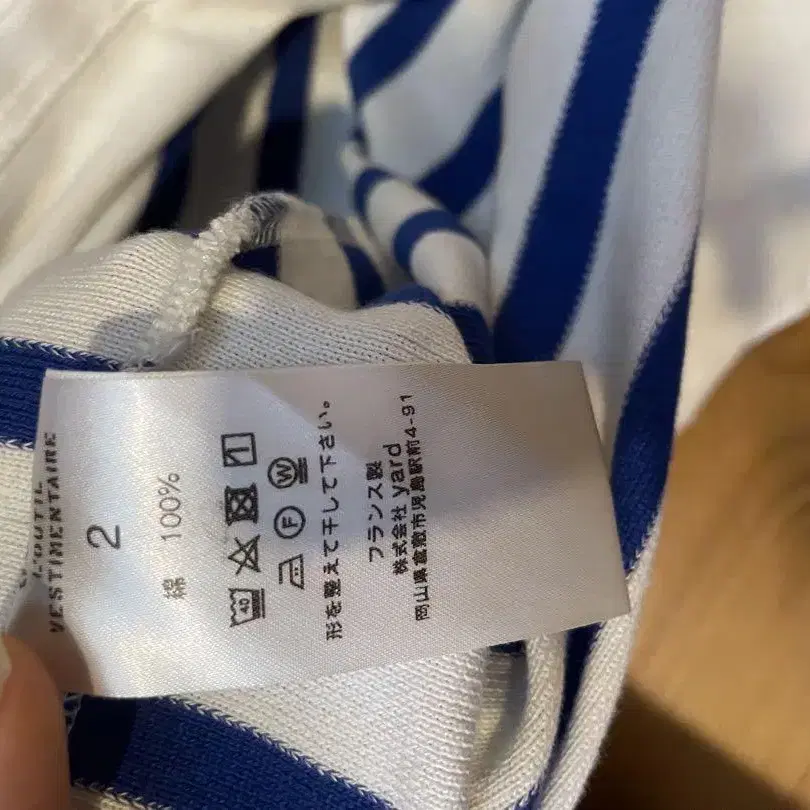 L'OUTIL
VESTIMENTAIRE
2
綿 100%
40
F W
形を整えて干して下さい。
フランス製
株式会社 yard
岡山県倉敷市児島駅前4-91